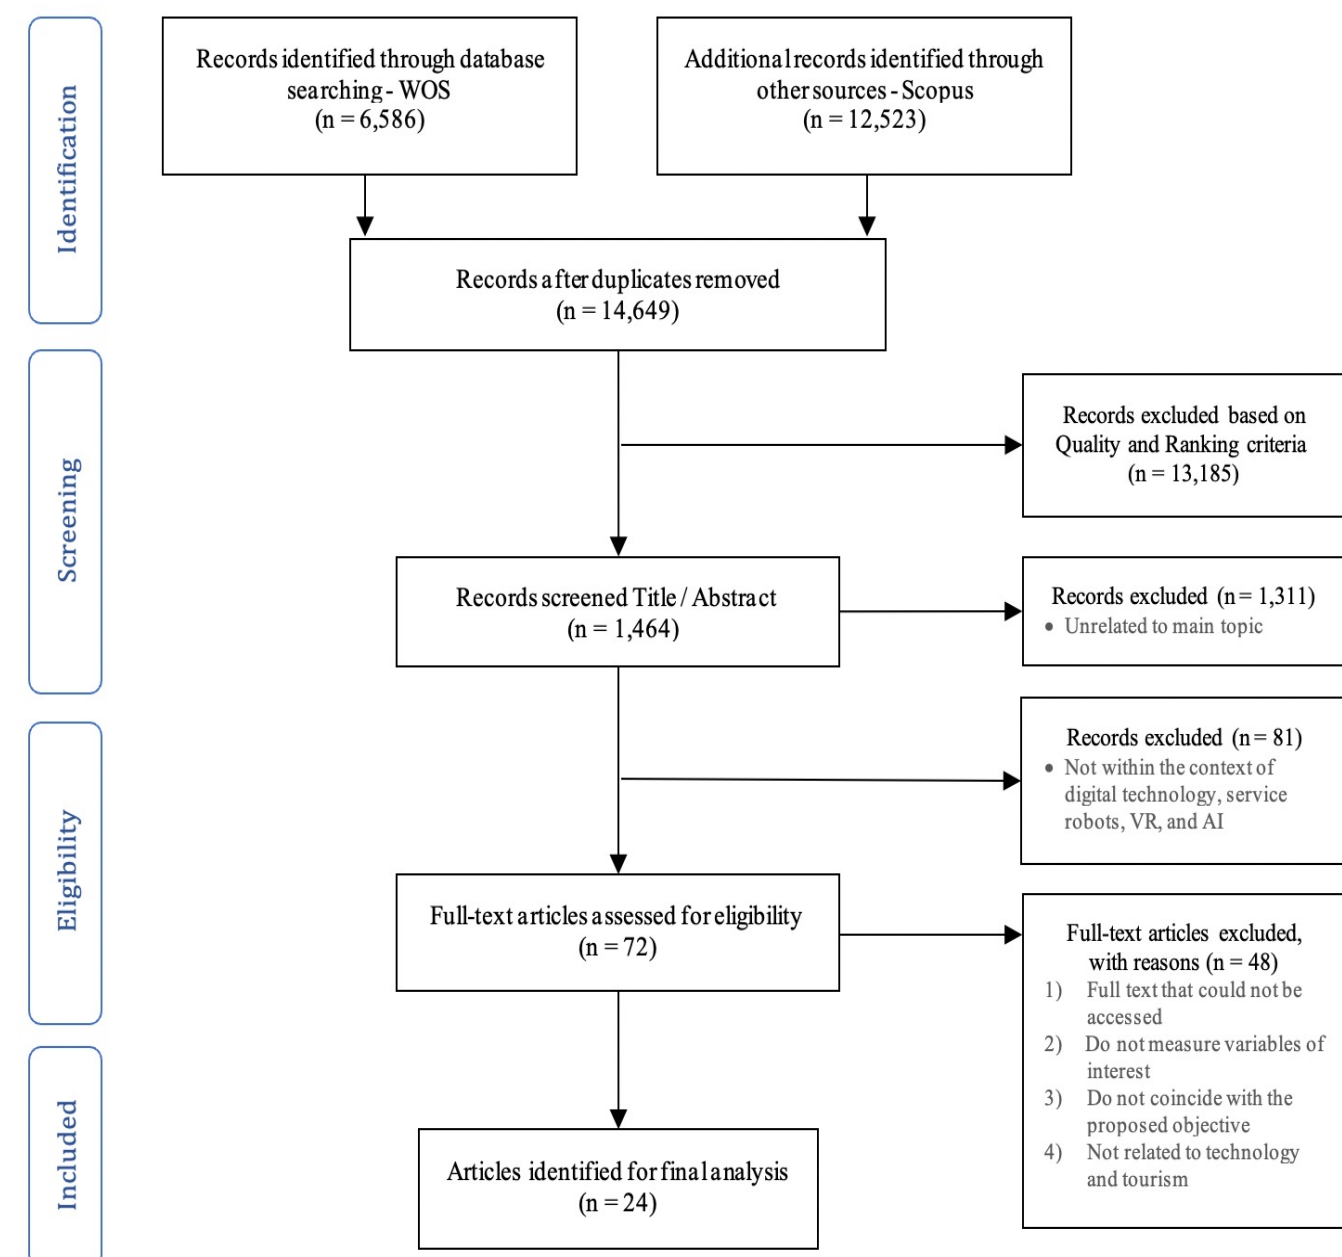 Identification
Records identified through database
searching - WOS
(n = 6,586)
Additional records identified through
other sources - Scopus
(n = 12,523)
Records after duplicates removed
(n = 14,649)
Screening
Records excluded based on
Quality and Ranking criteria
(n = 13,185)
Records screened Title / Abstract
(n = 1,464)
Records excluded (n = 1,311)
• Unrelated to main topic
Eligibility
Records excluded (n = 81)
• Not within the context of
digital technology, service
robots, VR, and AI
Full-text articles assessed for eligibility
(n = 72)
Full-text articles excluded,
with reasons (n = 48)
1) Full text that could not be
accessed
2) Do not measure variables of
interest
3) Do not coincide with the
proposed objective
4) Not related to technology
and tourism
Included
Articles identified for final analysis
(n = 24)